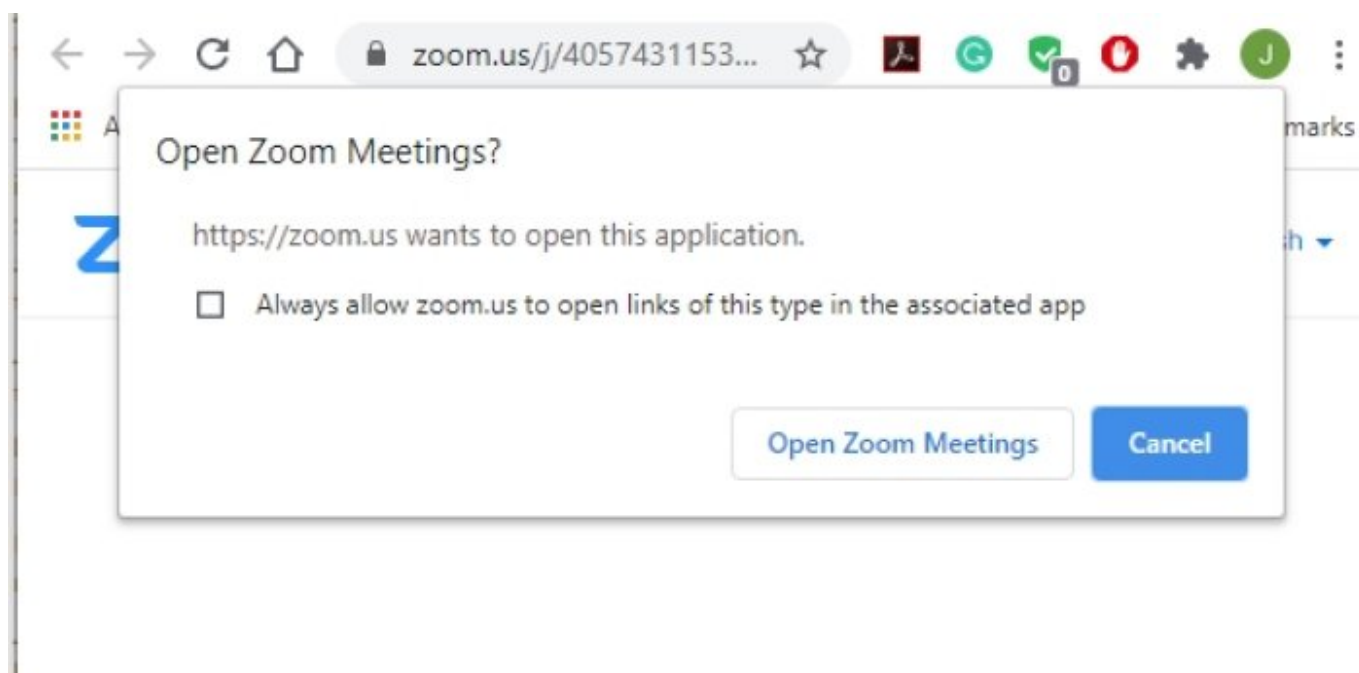 zoom.us/j/4057431153...
G
0
J
A
marks
Open Zoom Meetings?
Z
https://zoom.us wants to open this application.
sh
Always allow zoom.us to open links of this type in the associated app
Open Zoom Meetings
Cancel